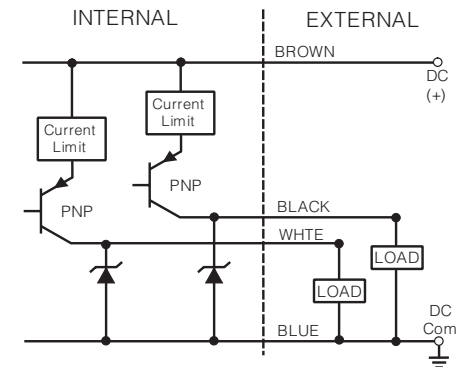 INTERNAL
EXTERNAL
BROWN
DC
(+)
Current
Limit
Current
Limit
PNP
PNP
BLACK
WHTE
LOAD
LOAD
DC
Com
BLUE